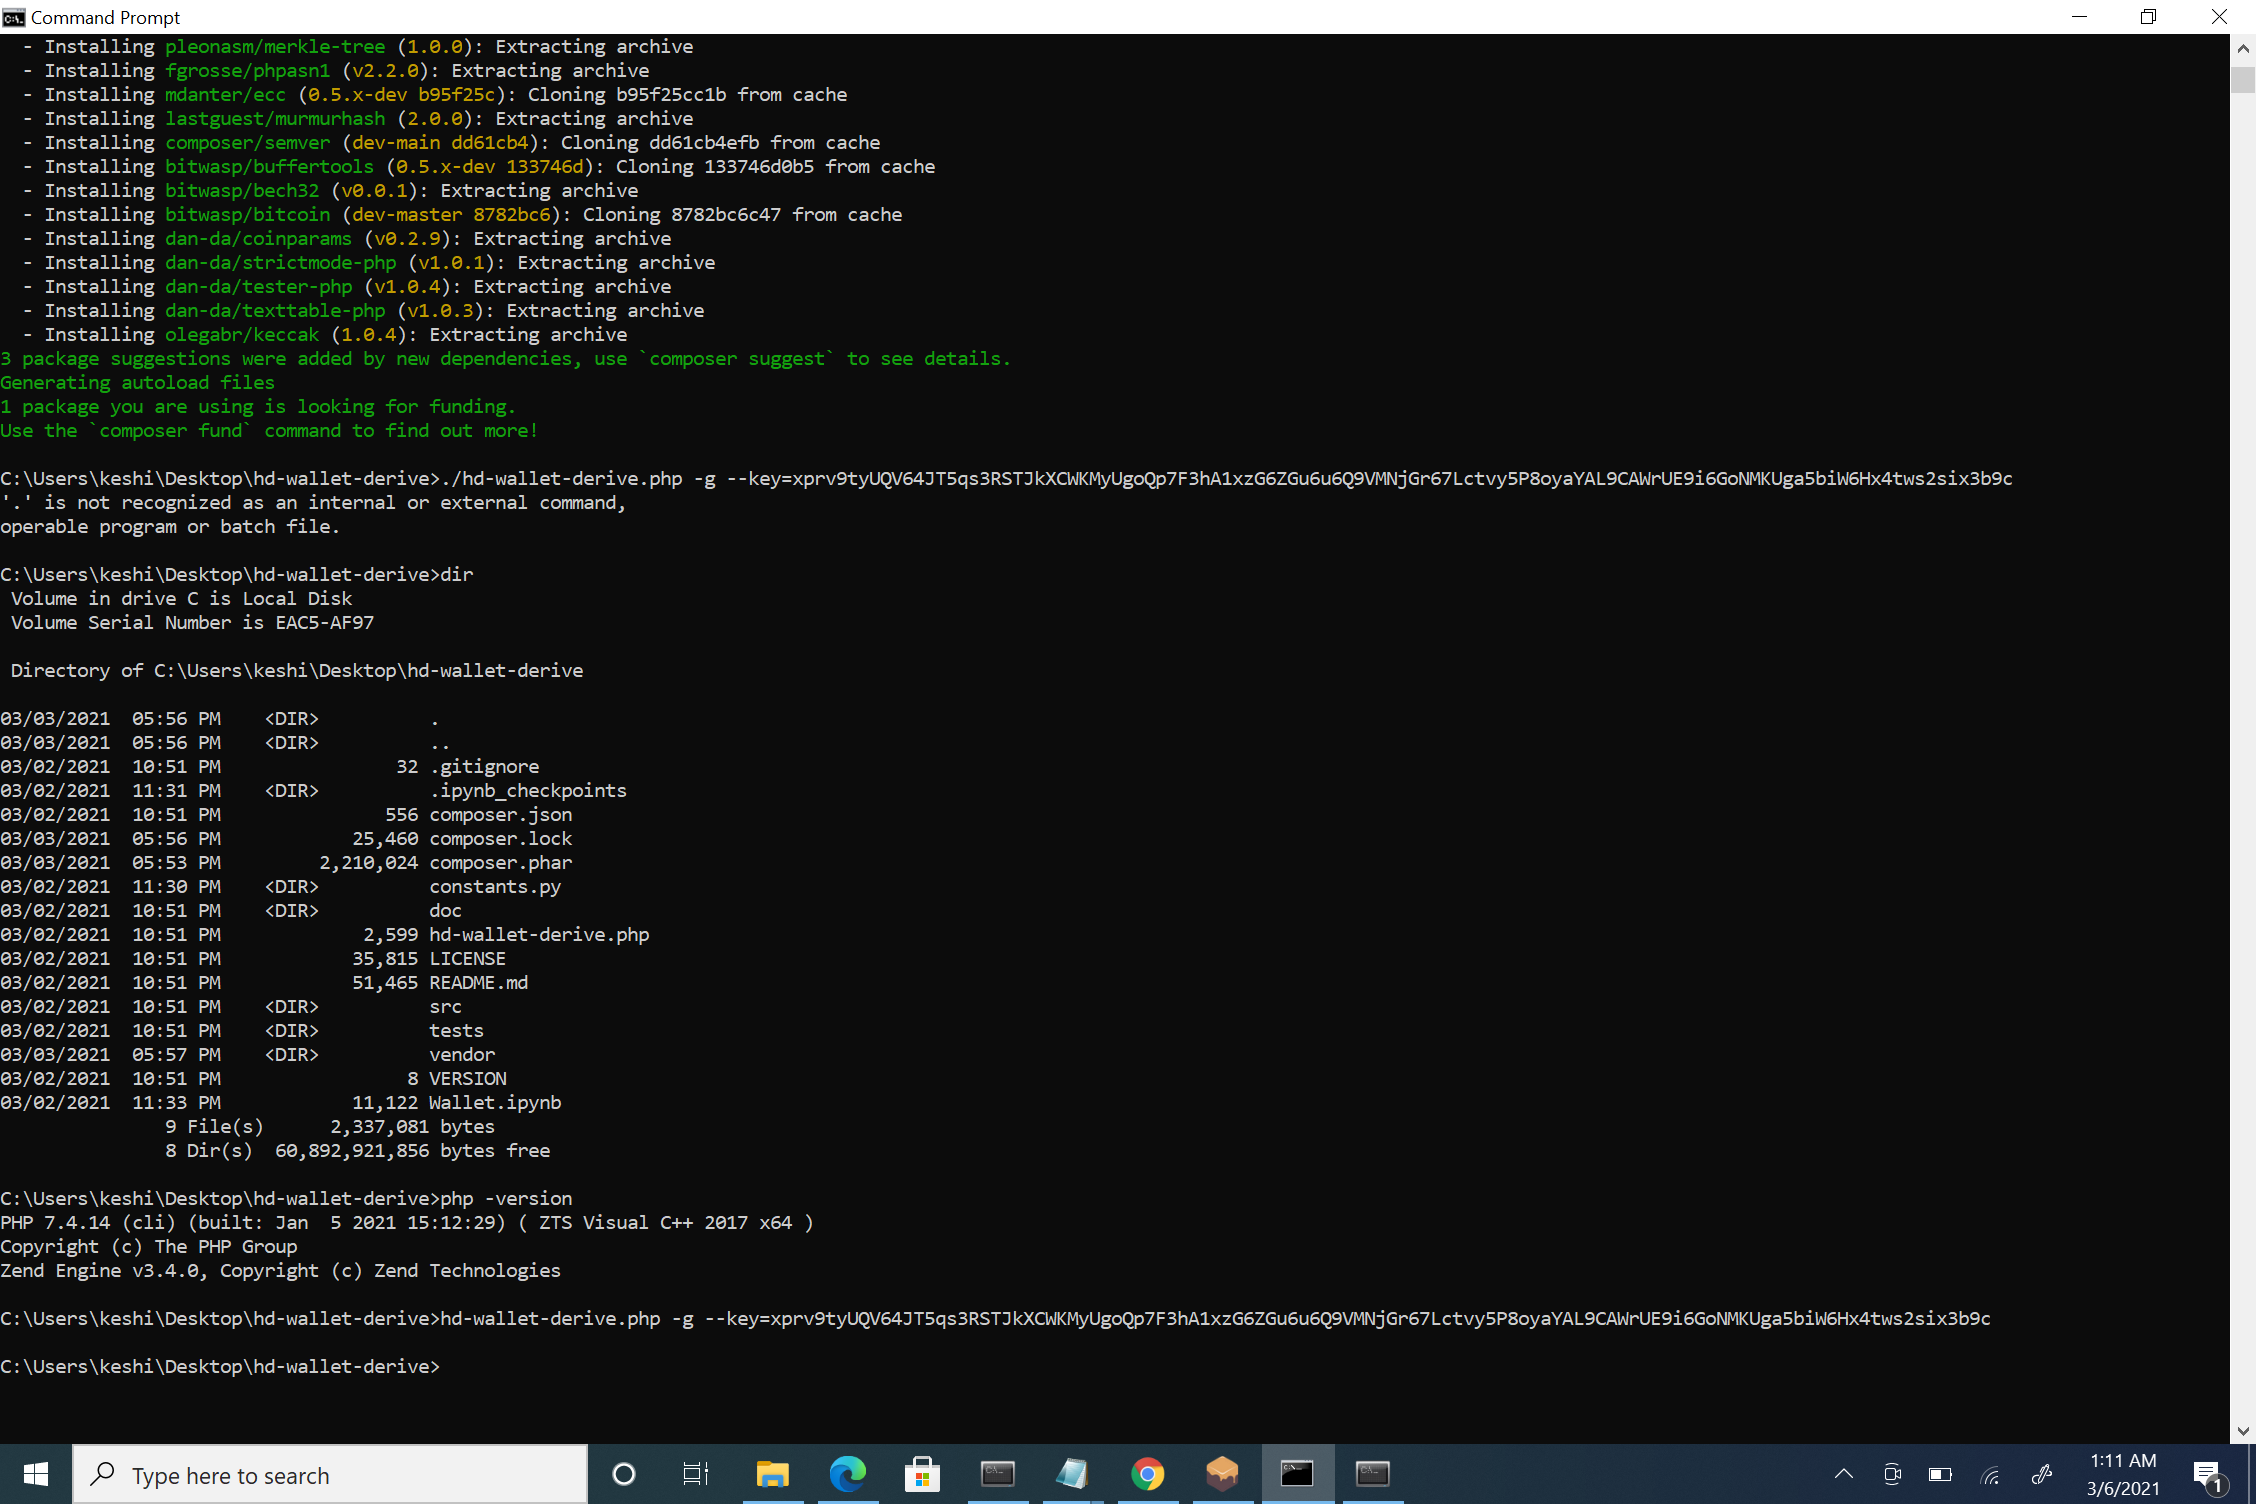 Command Prompt
- Installing pleonasm/merkle-tree (1.0.0): Extracting archive
- Installing fgrosse/phpasn1 (v2.2.0): Extracting archive
- Installing mdanter/ecc (0.5.x-dev b95f25c): Cloning b95f25cc1b from cache
- Installing lastguest/murmurhash (2.0.0): Extracting archive
- Installing composer/semver (dev-main dd61cb4): Cloning dd61cb4efb from cache
- Installing bitwasp/buffertools (0.5.x-dev 133746d): Cloning 133746d0b5 from cache
- Installing bitwasp/bech32 (v0.0.1): Extracting archive
- Installing bitwasp/bitcoin (dev-master 8782bc6): Cloning 8782bc6c47 from cache
- Installing dan-da/coinparams (v0.2.9): Extracting archive
- Installing dan-da/strictmode-php (v1.0.1): Extracting archive
- Installing dan-da/tester-php (v1.0.4): Extracting archive
- Installing dan-da/texttable-php (v1.0.3): Extracting archive
- Installing olegabr/keccak (1.0.4): Extracting archive
3 package suggestions were added by new dependencies, use `composer suggest` to see details.
Generating autoload files
1 package you are using is looking for funding.
Use the `composer fund` command to find out more!
C:\Users\keshi\Desktop\hd-wallet-derive>./hd-wallet-derive.php -g --key=xprv9tyUQV64JT5qs3RSTJkXCWKMyUgoQp7F3hA1xzG6ZGu6u6Q9VMNjGr67Lctvy5P8oyaYAL9CAWrUE9i6GoNMKUga5biW6Hx4tws2six3b9c
'.' is not recognized as an internal or external command,
operable program or batch file.
C:\Users\keshi\Desktop\hd-wallet-derive>dir
Volume in drive C is Local Disk
Volume Serial Number is EAC5-AF97
Directory of C:\Users\keshi\Desktop\hd-wallet-derive
03/03/2021 05:56 PM <DIR> .
03/03/2021 05:56 PM <DIR> ..
03/02/2021 10:51 PM 32 .gitignore
03/02/2021 11:31 PM <DIR> .ipynb_checkpoints
03/02/2021 10:51 PM 556 composer.json
03/03/2021 05:56 PM 25,460 composer.lock
03/03/2021 05:53 PM 2,210,024 composer.phar
03/02/2021 11:30 PM <DIR> constants.py
03/02/2021 10:51 PM <DIR> doc
03/02/2021 10:51 PM 2,599 hd-wallet-derive.php
03/02/2021 10:51 PM 35,815 LICENSE
03/02/2021 10:51 PM 51,465 README.md
03/02/2021 10:51 PM <DIR> src
03/02/2021 10:51 PM <DIR> tests
03/03/2021 05:57 PM <DIR> vendor
03/02/2021 10:51 PM 8 VERSION
03/02/2021 11:33 PM 11,122 Wallet.ipynb
9 File(s) 2,337,081 bytes
8 Dir(s) 60,892,921,856 bytes free
C:\Users\keshi\Desktop\hd-wallet-derive>php -version
PHP 7.4.14 (cli) (built: Jan 5 2021 15:12:29) ( ZTS Visual C++ 2017 x64 )
Copyright (c) The PHP Group
Zend Engine v3.4.0, Copyright (c) Zend Technologies
C:\Users\keshi\Desktop\hd-wallet-derive>hd-wallet-derive.php -g --key=xprv9tyUQV64JT5qs3RSTJkXCWKMyUgoQp7F3hA1xzG6ZGu6u6Q9VMNjGr67Lctvy5P8oyaYAL9CAWrUE9i6GoNMKUga5biW6Hx4tws2six3b9c
C:\Users\keshi\Desktop\hd-wallet-derive>
Type here to search
1:11 AM
3/6/2021
1